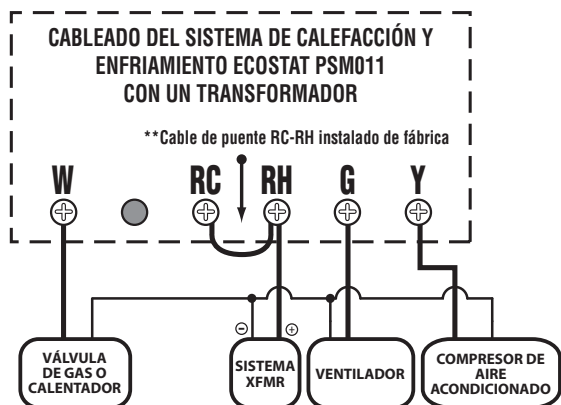 CABLEADO DEL SISTEMA DE CALEFACCIÓN Y
ENFRIAMIENTO ECOSTAT PSM011
CON UN TRANSFORMADOR
**Cable de puente RC-RH instalado de fábrica
W RC RH G Y
VÁLVULA
DE GAS O
CALENTADOR
SISTEMA
XFMR
VENTILADOR
COMPRESOR DE
AIRE
ACONDICIONADO